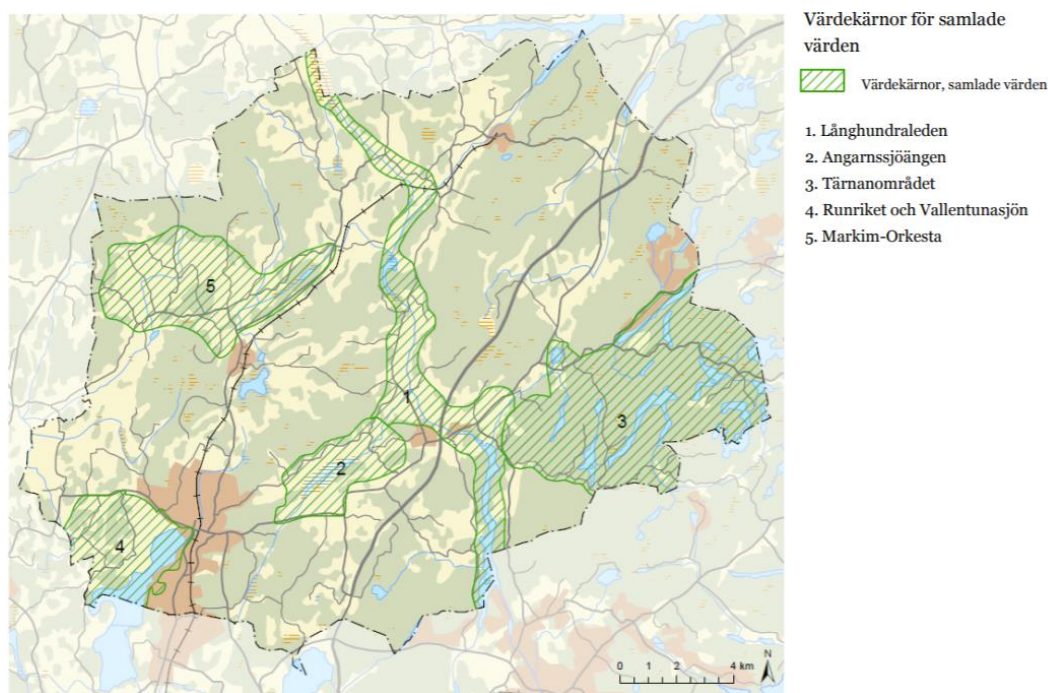 Värdekärnor för samlade
värden
Värdekärnor, samlade värden
1. Långhundraleden
2. Angarnssjöängen
3. Tärnanområdet
4. Runriket och Vallentunasjön
5. Markim-Orkesta
5
1
3
2
4
N
0 1 2 4 km